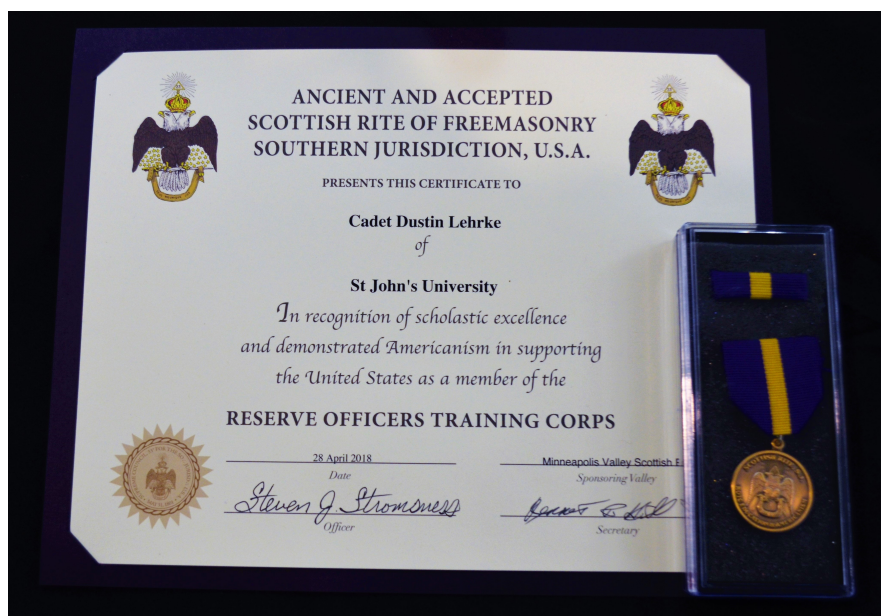 ANCIENT AND ACCEPTED
SCOTTISH RITE OF FREEMASONRY
SOUTHERN JURISDICTION, U.S.A.
PRESENTS THIS CERTIFICATE TO
Cadet Dustin Lehrke
of
St John's University
In recognition of scholastic excellence
and demonstrated Americanism in supporting
the United States as a member of the
RESERVE OFFICERS TRAINING CORPS
28 April 2018
Date
Minneapolis Valley Scottish
Sponsoring Valley
Steven J. Stromsness
Officer
Secretary